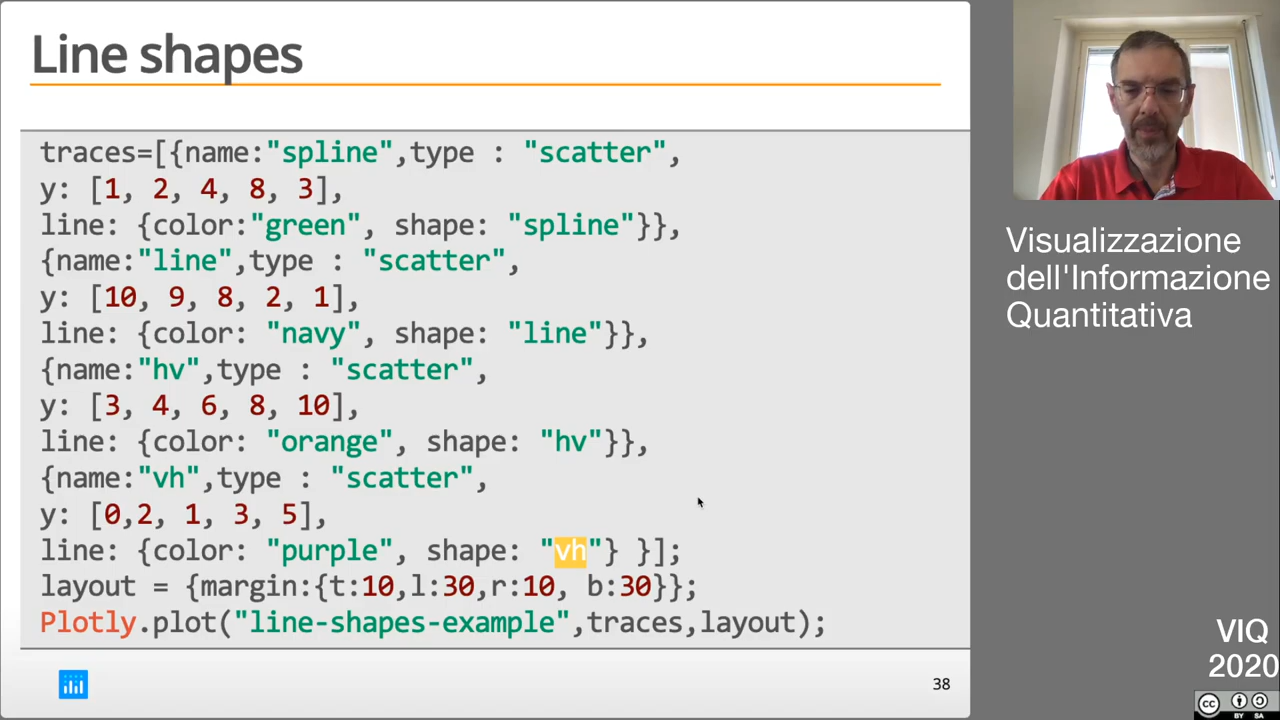 Line shapes
traces=[{name:"spline",type : "scatter",
y: [1, 2, 4, 8, 3],
line: {color:"green", shape: "spline"}},
{name:"line",type : "scatter",
y: [10, 9, 8, 2, 1],
line: {color: "navy", shape: "line"}},
{name:"hv",type : "scatter",
y: [3, 4, 6, 8, 10],
line: {color: "orange", shape: "hv"}},
{name:"vh",type : "scatter",
y: [0,2, 1, 3, 5],
line: {color: "purple", shape: "vh"} }];
layout = {margin:{t:10,l:30,r:10, b:30}};
Plotly.plot("line-shapes-example",traces,layout);
38
Visualizzazione
dell'Informazione
Quantitativa
VIQ
2020
cc
BY SA